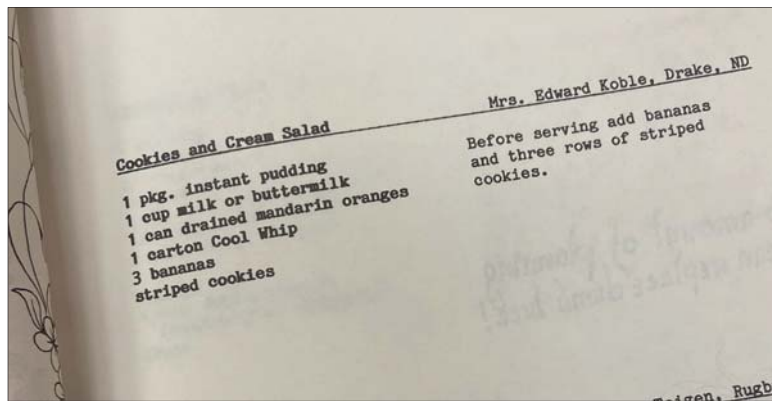 Cookies and Cream Salad
Mrs. Edward Koble, Drake, ND
1 pkg. instant pudding
1 cup milk or buttermilk
1 can drained mandarin oranges
1 carton Cool Whip
3 bananas
striped cookies
Before serving add bananas
and three rows of striped
cookies.